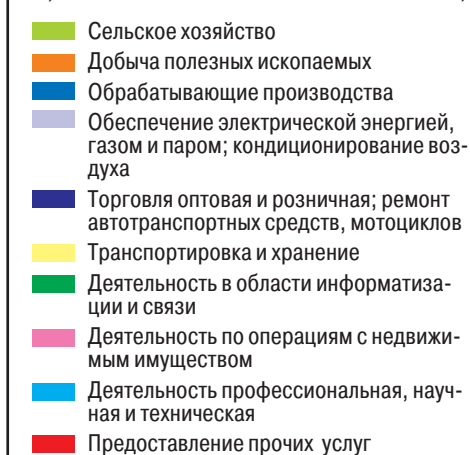 Сельское хозяйство
Добыча полезных ископаемых
Обрабатывающие производства
Обеспечение электрической энергией,
газом и паром; кондиционирование воз-
духа
Торговля оптовая и розничная; ремонт
автотранспортных средств, мотоциклов
Транспортировка и хранение
Деятельность в области информатиза-
ции и связи
Деятельность по операциям с недвижи-
мым имуществом
Деятельность профессиональная, науч-
ная и техническая
Предоставление прочих услуг